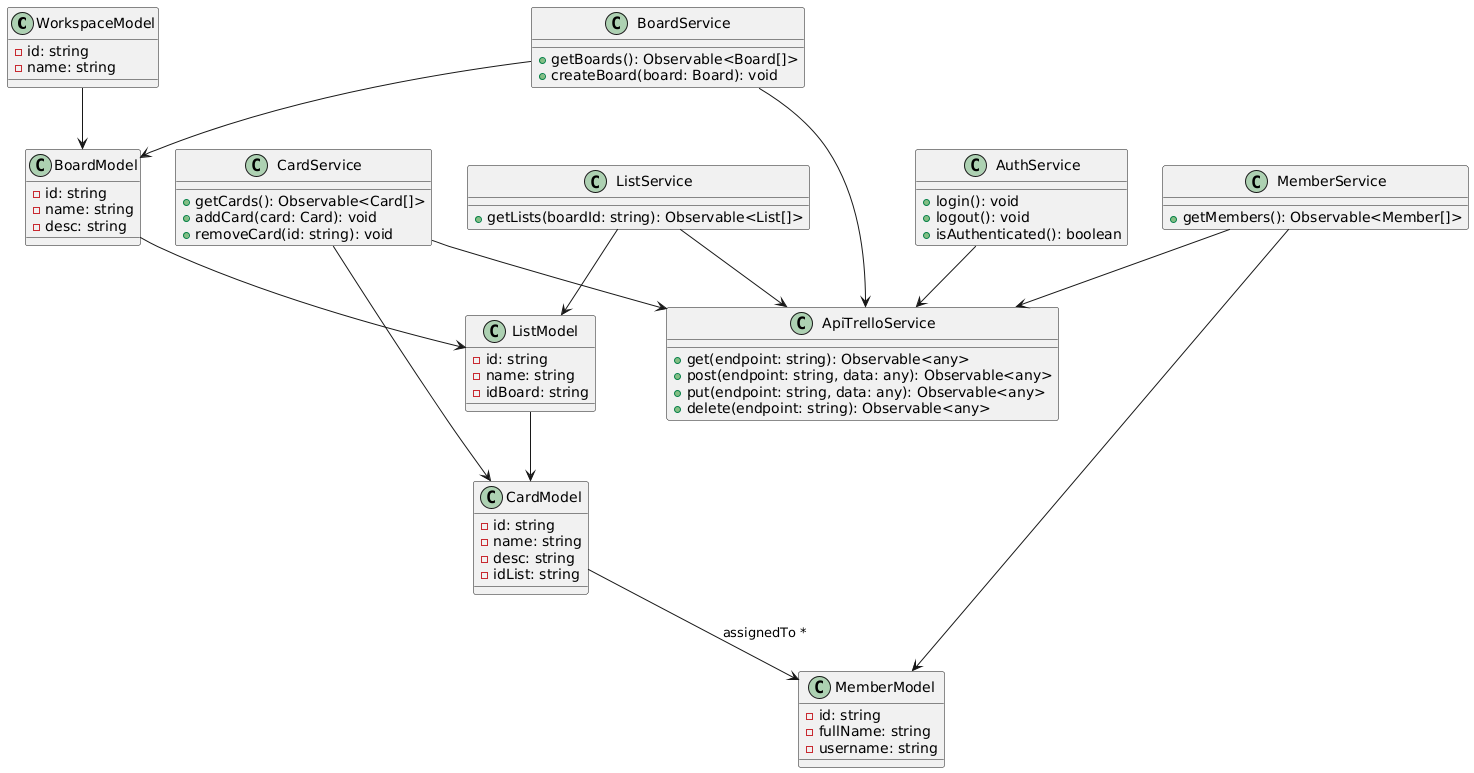 C WorkspaceModel
id: string
name: string
C BoardService
getBoards(): Observable<Board[]>
createBoard(board: Board): void
C BoardModel
id: string
name: string
desc: string
C CardService
getCards(): Observable<Card[]>
addCard(card: Card): void
removeCard(id: string): void
C ListService
getLists(boardId: string): Observable<List[]>
C AuthService
login(): void
logout(): void
isAuthenticated(): boolean
C MemberService
getMembers(): Observable<Member[]>
C ListModel
id: string
name: string
idBoard: string
C ApiTrelloService
get(endpoint: string): Observable<any>
post(endpoint: string, data: any): Observable<any>
put(endpoint: string, data: any): Observable<any>
delete(endpoint: string): Observable<any>
C CardModel
id: string
name: string
desc: string
idList: string
assignedTo *
C MemberModel
id: string
fullName: string
username: string